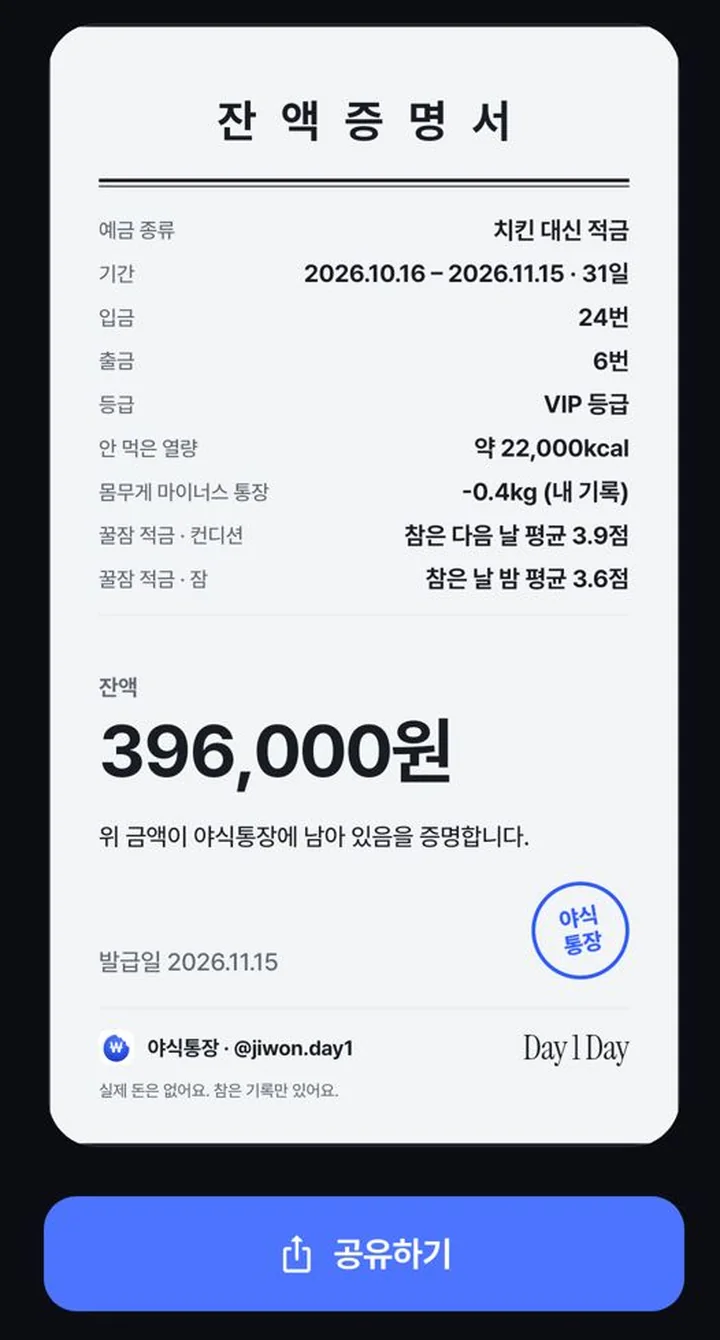 잔액증명서
예금 종류 치킨 대신 적금
기간 2026.10.16 – 2026.11.15 · 31일
입금 24번
출금 6번
등급 VIP 등급
안 먹은 열량 약 22,000kcal
몸무게 마이너스 통장 -0.4kg (내 기록)
꿀잠 적금 · 컨디션 참은 다음 날 평균 3.9점
꿀잠 적금 · 잠 참은 날 밤 평균 3.6점
잔액
396,000원
위 금액이 야식통장에 남아 있음을 증명합니다.
야식
통장
발급일 2026.11.15
₩ 야식통장 · @jiwon.day1 Day1Day
실제 돈은 없어요. 참은 기록만 있어요.
공유하기